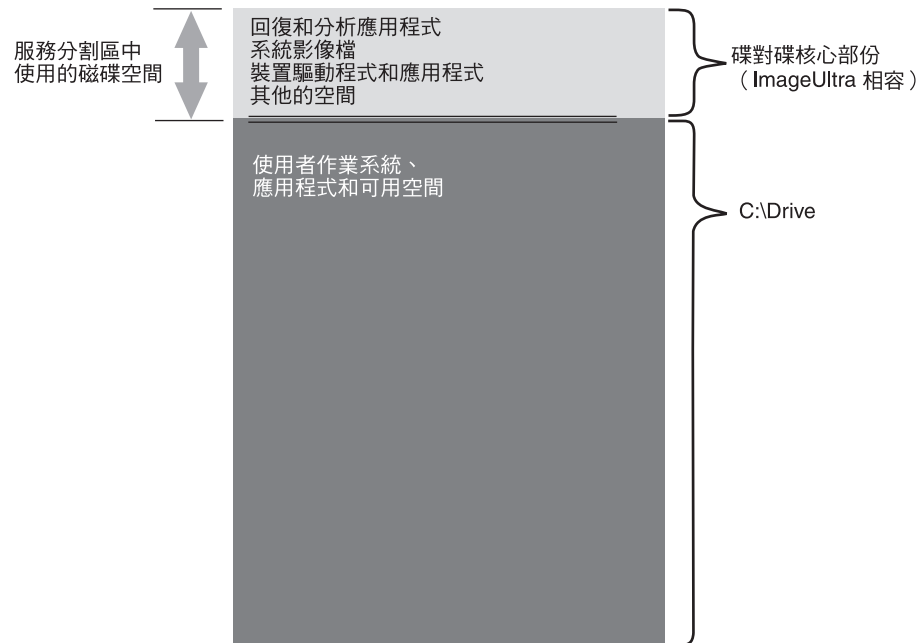 服務分割區中
使用的磁碟空間
回復和分析應用程式
系統影像檔
裝置驅動程式和應用程式
其他的空間
碟對碟核心部份
（ImageUltra 相容）
使用者作業系統、
應用程式和可用空間
C:\Drive